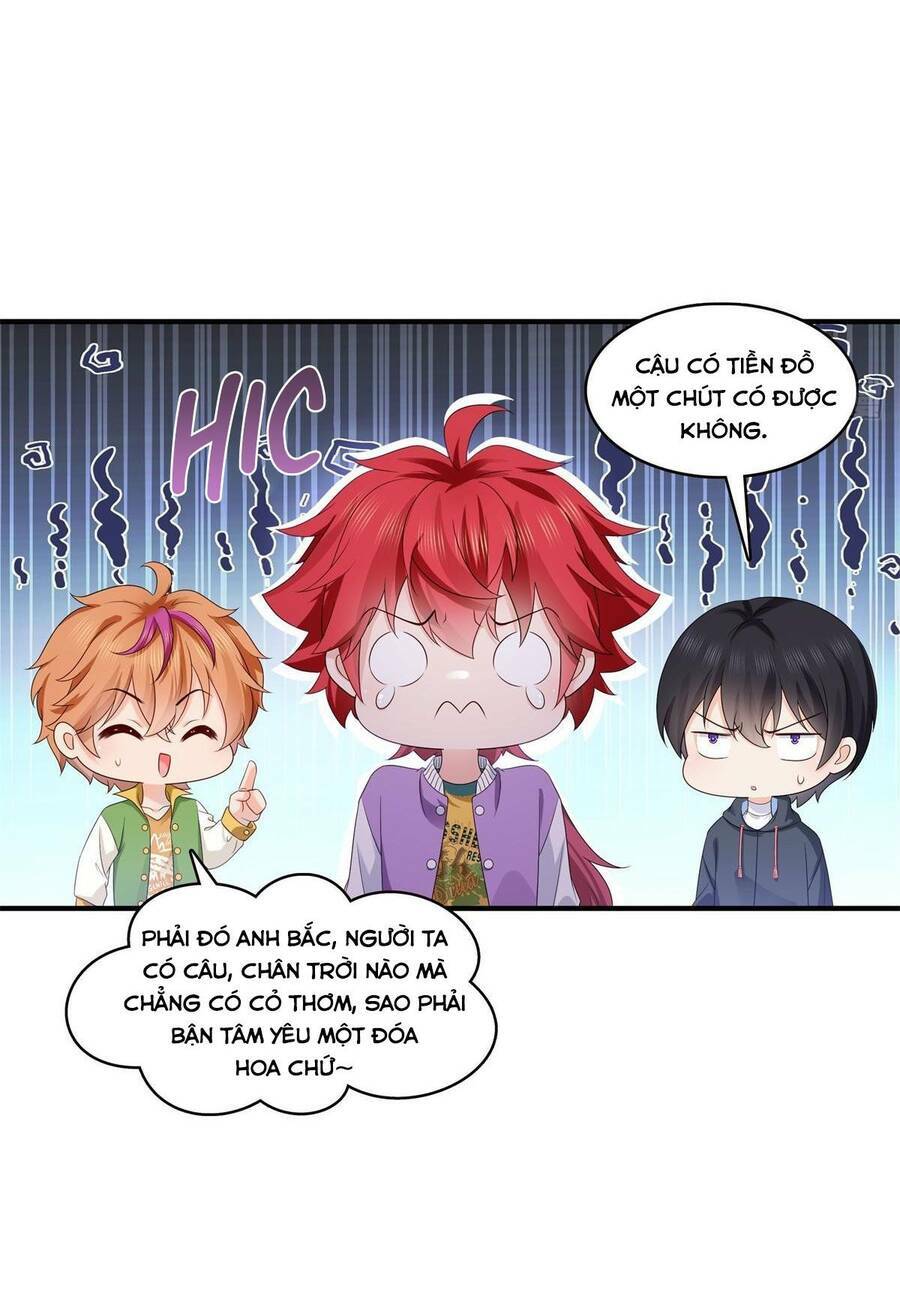 HIC
CẬU CÓ TIỀN ĐỒ
MỘT CHÚT CÓ ĐƯỢC
KHÔNG.
PHẢI ĐÓ ANH BẮC, NGƯỜI TA
CÓ CÂU, CHÂN TRỜI NÀO MÀ
CHẲNG CÓ CỎ THƠM, SAO PHẢI
BẬN TÂM YÊU MỘT ĐÓA
HOA CHỨ~